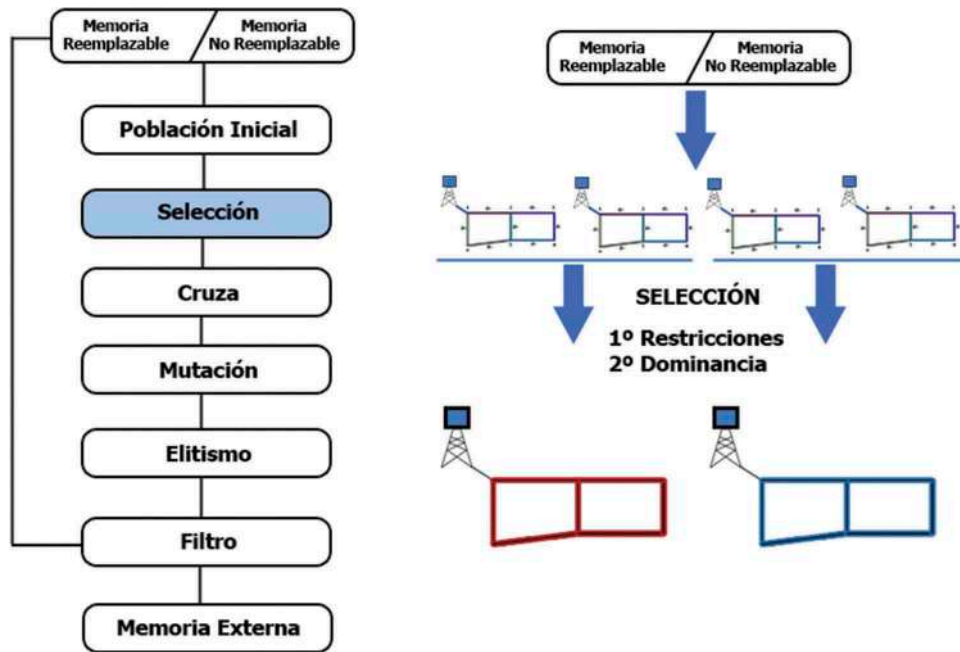 Memoria
Reemplazable
Memoria
No Reemplazable
Población Inicial
Selección
Cruza
Mutación
Elitismo
Filtro
Memoria Externa
Memoria
Reemplazable
Memoria
No Reemplazable
SELECCIÓN
1º Restricciones
2º Dominancia